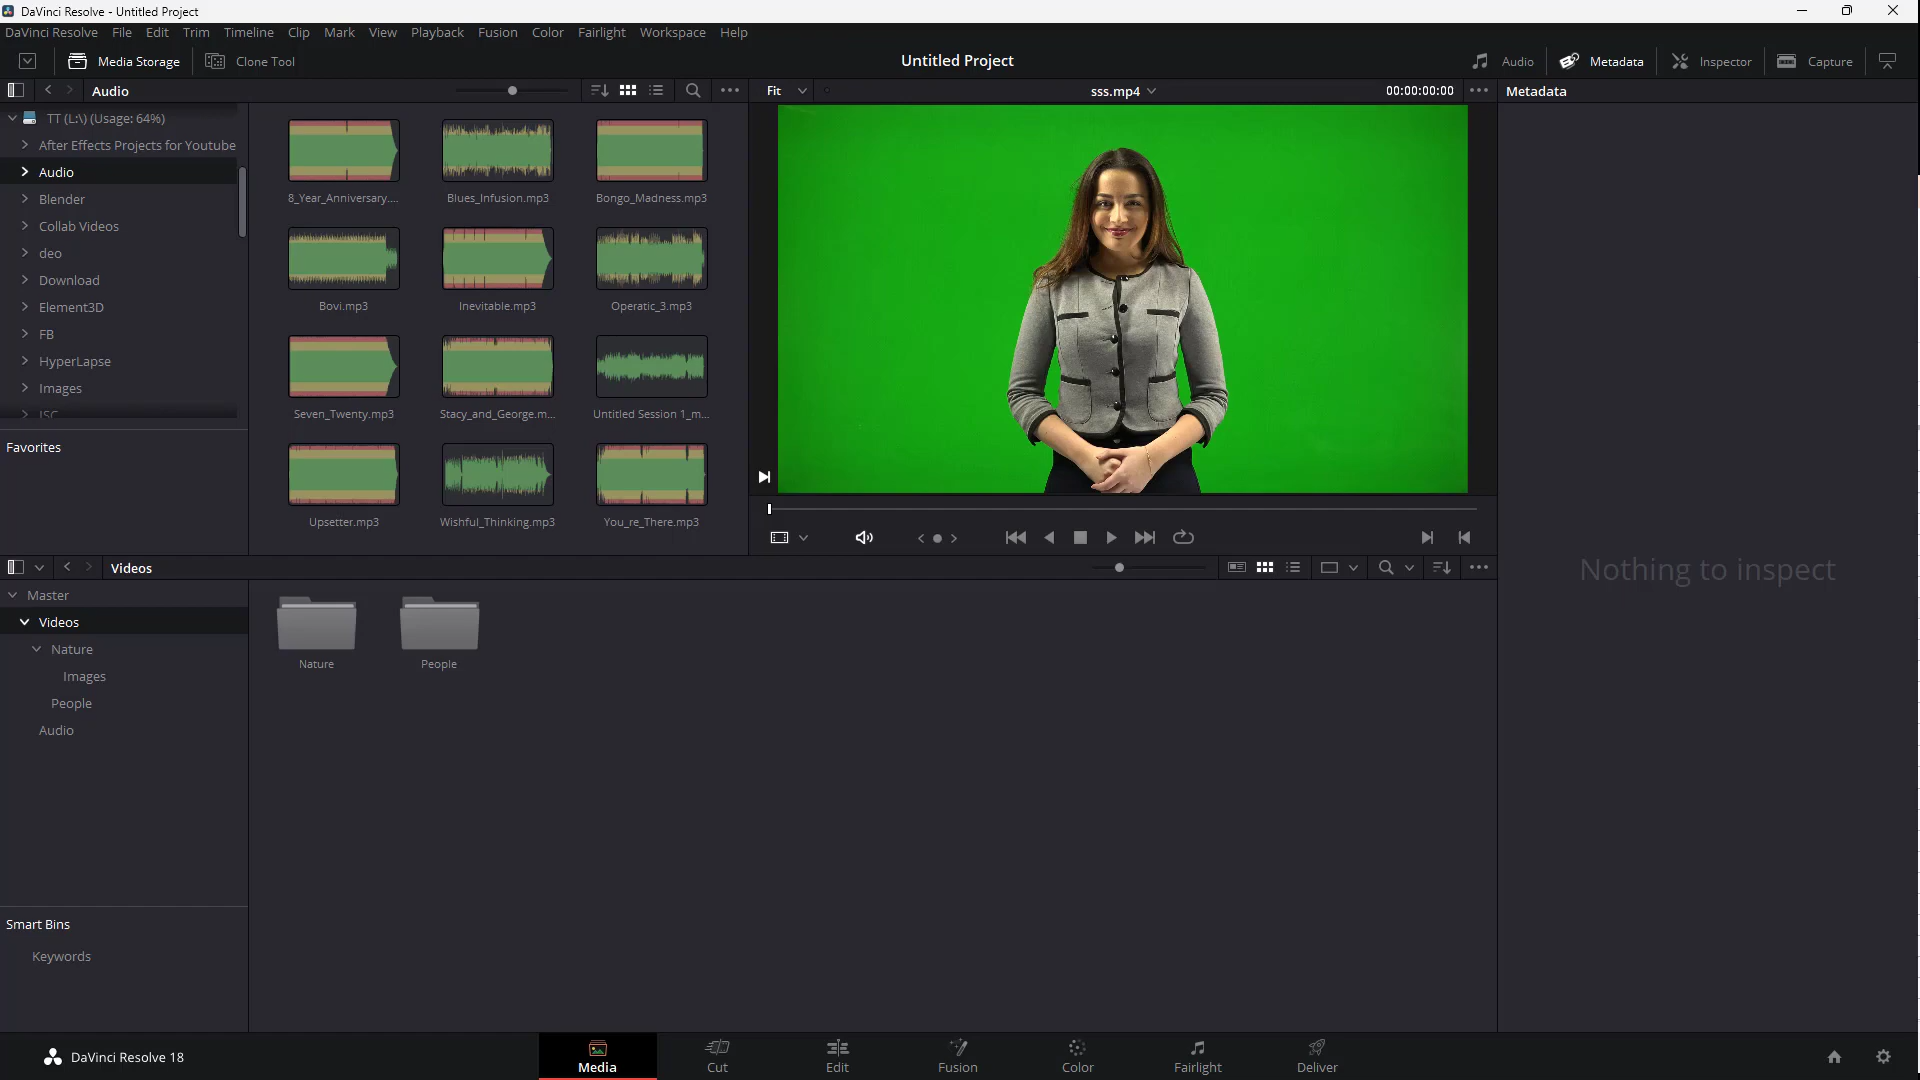 DaVinci Resolve - Untitled Project
DaVinci Resolve File Edit Trim Timeline Clip Mark View Playback Fusion Color Fairlight Workspace Help
Media Storage Clone Tool Untitled Project Audio Metadata Inspector Capture
Audio Fit sss.mp4 00:00:00:00 Metadata
TT (L:\) (Usage: 64%)
After Effects Projects for Youtube
Audio
Blender
Collab Videos
deo
Download
Element3D
FB
HyperLapse
Images
ISC
Favorites
8_Year_Anniversary.... Blues_Infusion.mp3 Bongo_Madness.mp3
Bovi.mp3 Inevitable.mp3 Operatic_3.mp3
Seven_Twenty.mp3 Stacy_and_George.m... Untitled Session 1_m...
Upsetter.mp3 Wishful_Thinking.mp3 You_re_There.mp3
Nothing to inspect
Videos
Master
Videos
Nature
Images
People
Audio
Nature People
Smart Bins
Keywords
DaVinci Resolve 18 Media Cut Edit Fusion Color Fairlight Deliver